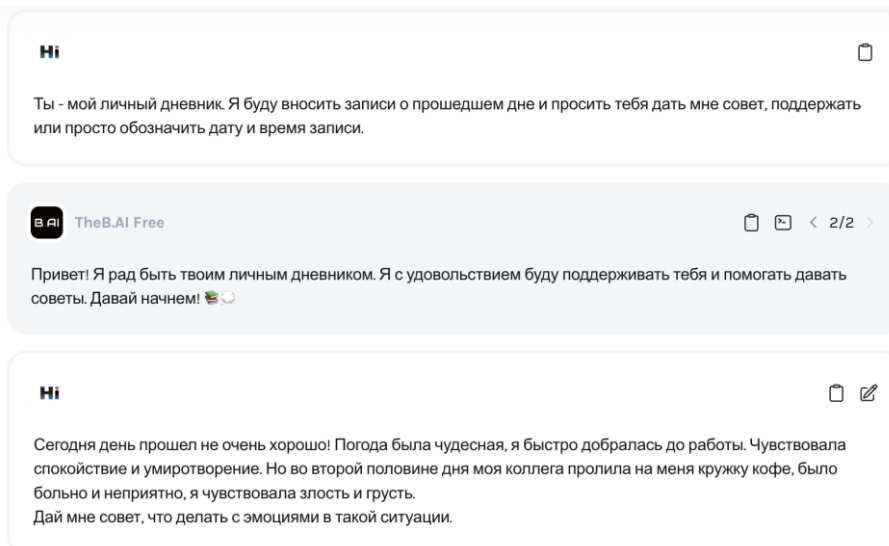 Hi
Ты - мой личный дневник. Я буду вносить записи о прошедшем дне и просить тебя дать мне совет, поддержать
или просто обозначить дату и время записи.
B.AI TheB.AI Free 2/2
Привет! Я рад быть твоим личным дневником. Я с удовольствием буду поддерживать тебя и помогать давать
советы. Давай начнем! 📚💭
Hi
Сегодня день прошел не очень хорошо! Погода была чудесная, я быстро добралась до работы. Чувствовала
спокойствие и умиротворение. Но во второй половине дня моя коллега пролила на меня кружку кофе, было
больно и неприятно, я чувствовала злость и грусть.
Дай мне совет, что делать с эмоциями в такой ситуации.